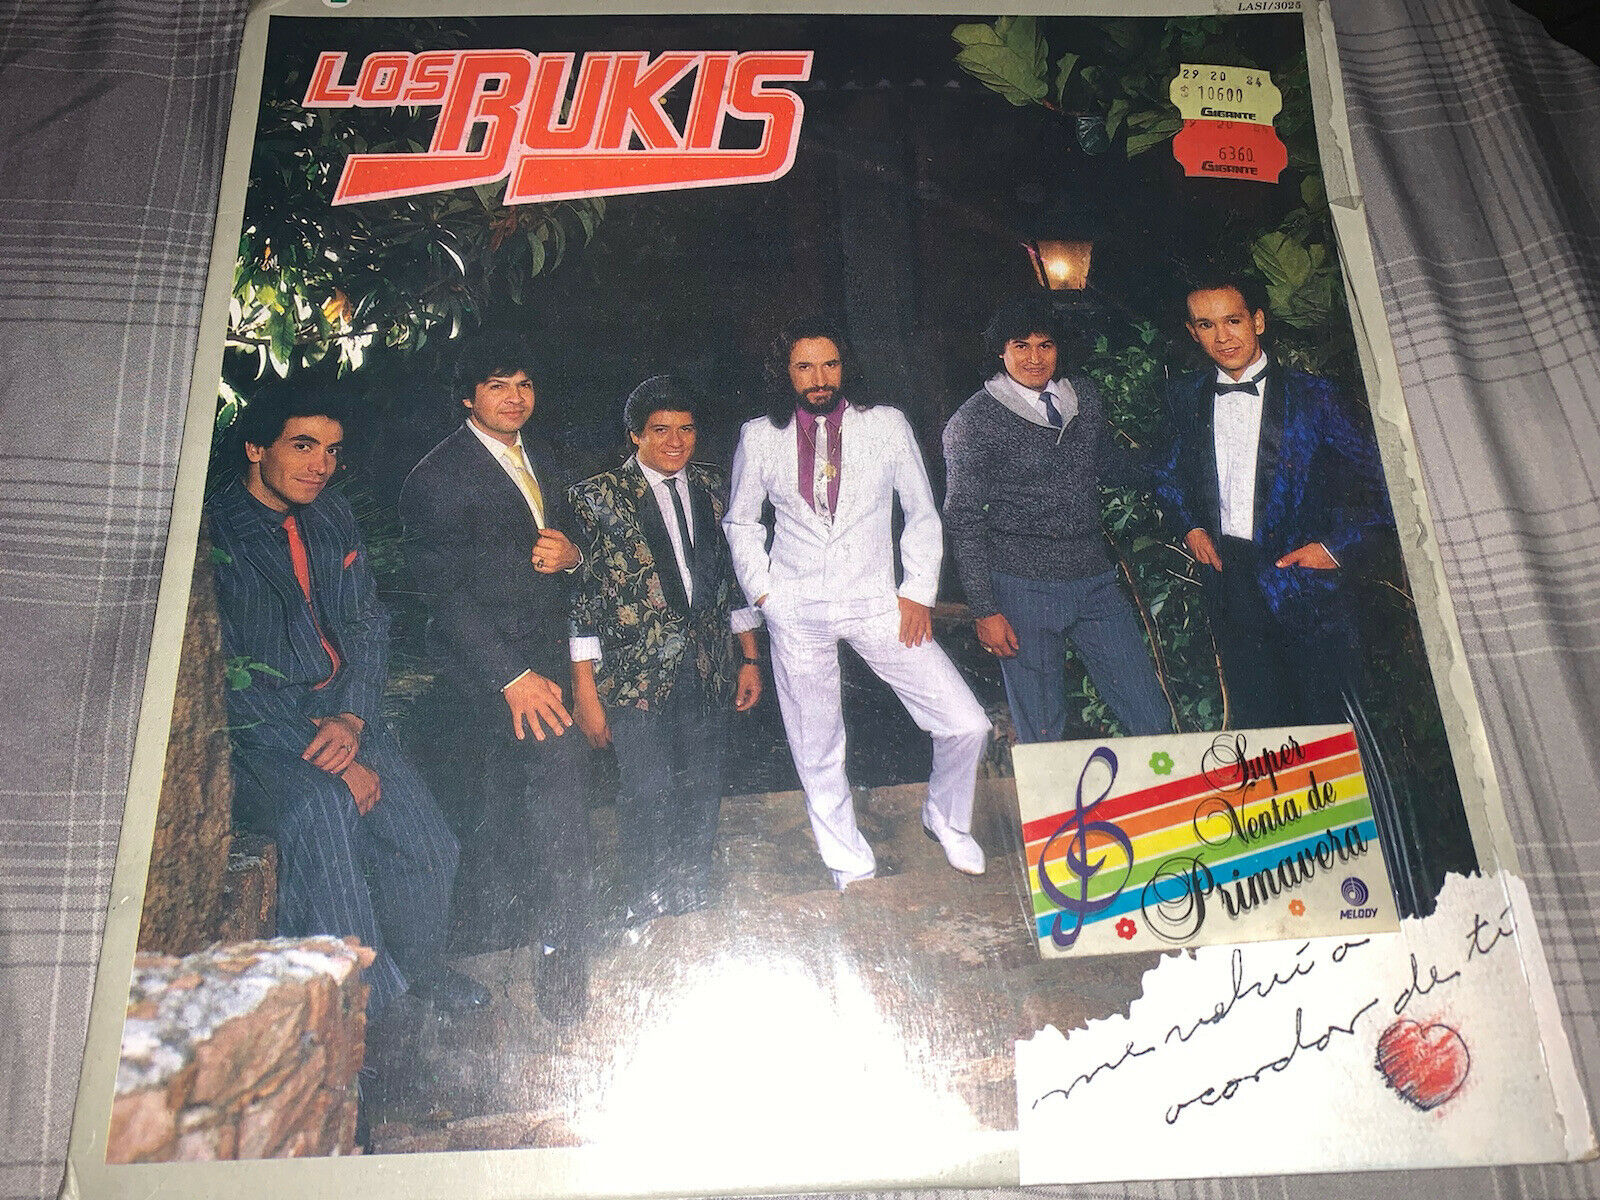 LASI/3025
LOS BUKIS
29 20 84
$ 10600
GIGANTE
6360.
GIGANTE
Super
Venta de
Primavera
MELODY
me volví a
acordar de ti